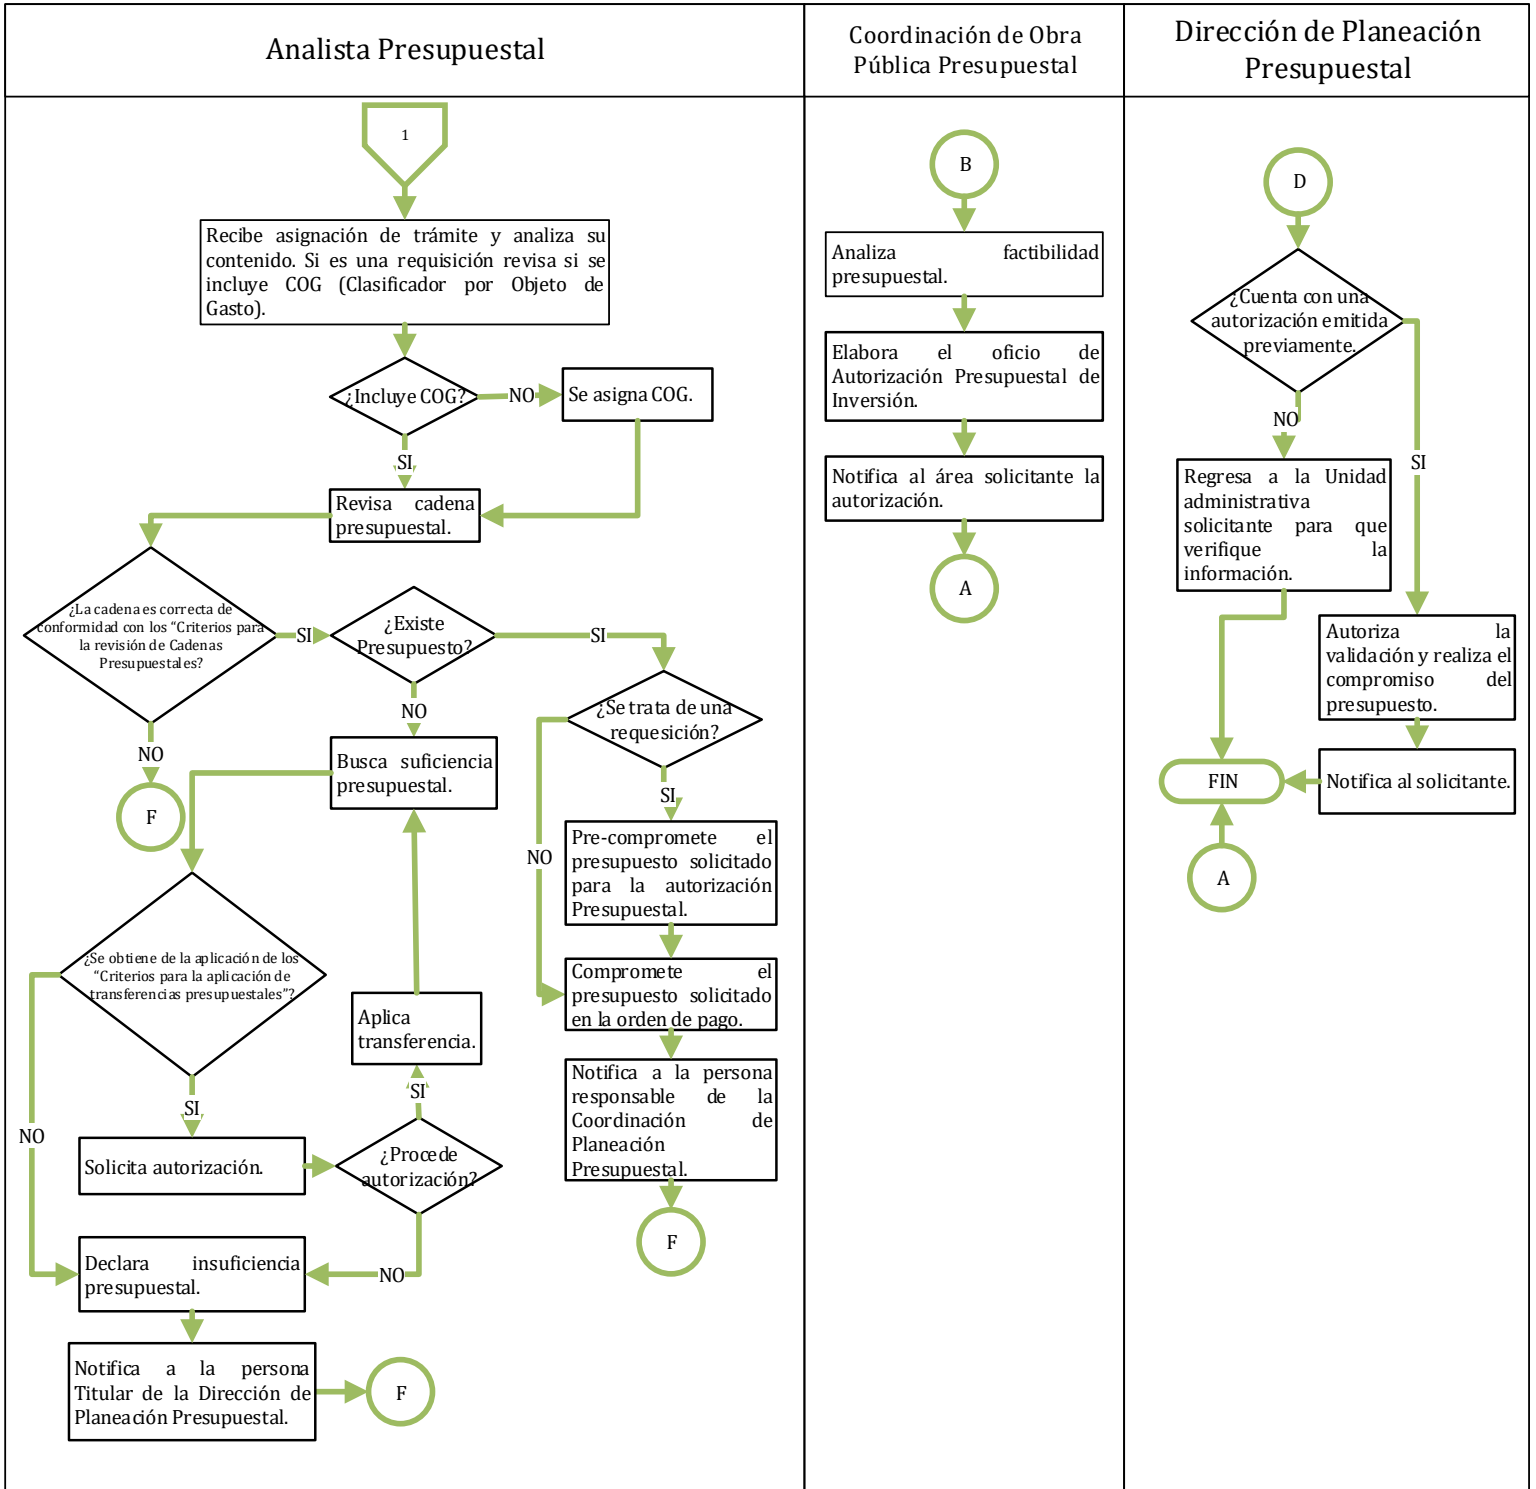 Analista Presupuestal
Coordinación de Obra
Pública Presupuestal
Dirección de Planeación
Presupuestal
1
Recibe asignación de trámite y analiza su
contenido. Si es una requisición revisa si se
incluye COG (Clasificador por Objeto de
Gasto).
¿Incluye COG?
NO
Se asigna COG.
SI
Revisa cadena
presupuestal.
¿La cadena es correcta de
conformidad con los “Criterios para
la revisión de Cadenas
Presupuestales?
SI
¿Existe
Presupuesto?
SI
NO
F
NO
Busca suficiencia
presupuestal.
¿Se trata de una
requesición?
SI
NO
Pre-compromete el
presupuesto solicitado
para la autorización
Presupuestal.
Compromete el
presupuesto solicitado
en la orden de pago.
Notifica a la persona
responsable de la
Coordinación de
Planeación
Presupuestal.
F
¿Se obtiene de la aplicación de los
“Criterios para la aplicación de
transferencias presupuestales”?
NO
SI
Solicita autorización.
¿Procede
autorización?
SI
Aplica
transferencia.
NO
Declara insuficiencia
presupuestal.
Notifica a la persona
Titular de la Dirección de
Planeación Presupuestal.
F
B
Analiza factibilidad
presupuestal.
Elabora el oficio de
Autorización Presupuestal de
Inversión.
Notifica al área solicitante la
autorización.
A
D
¿Cuenta con una
autorización emitida
previamente.
NO
SI
Regresa a la Unidad
administrativa
solicitante para que
verifique la
información.
Autoriza la
validación y realiza el
compromiso del
presupuesto.
Notifica al solicitante.
FIN
A